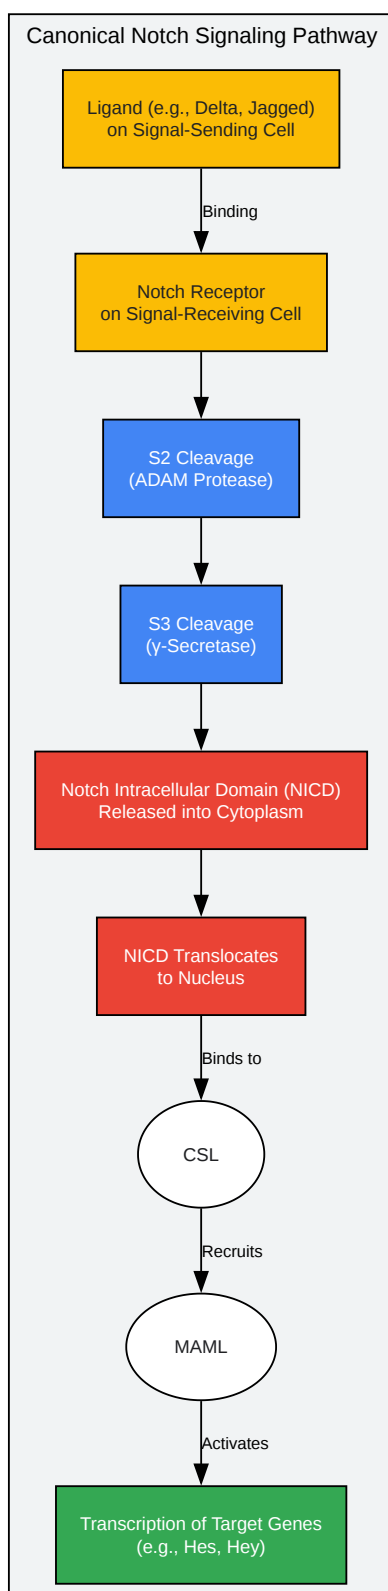 Canonical Notch Signaling Pathway
Ligand (e.g., Delta, Jagged)
on Signal-Sending Cell
Binding
Notch Receptor
on Signal-Receiving Cell
S2 Cleavage
(ADAM Protease)
S3 Cleavage
(γ-Secretase)
Notch Intracellular Domain (NICD)
Released into Cytoplasm
NICD Translocates
to Nucleus
Binds to
CSL
Recruits
MAML
Activates
Transcription of Target Genes
(e.g., Hes, Hey)